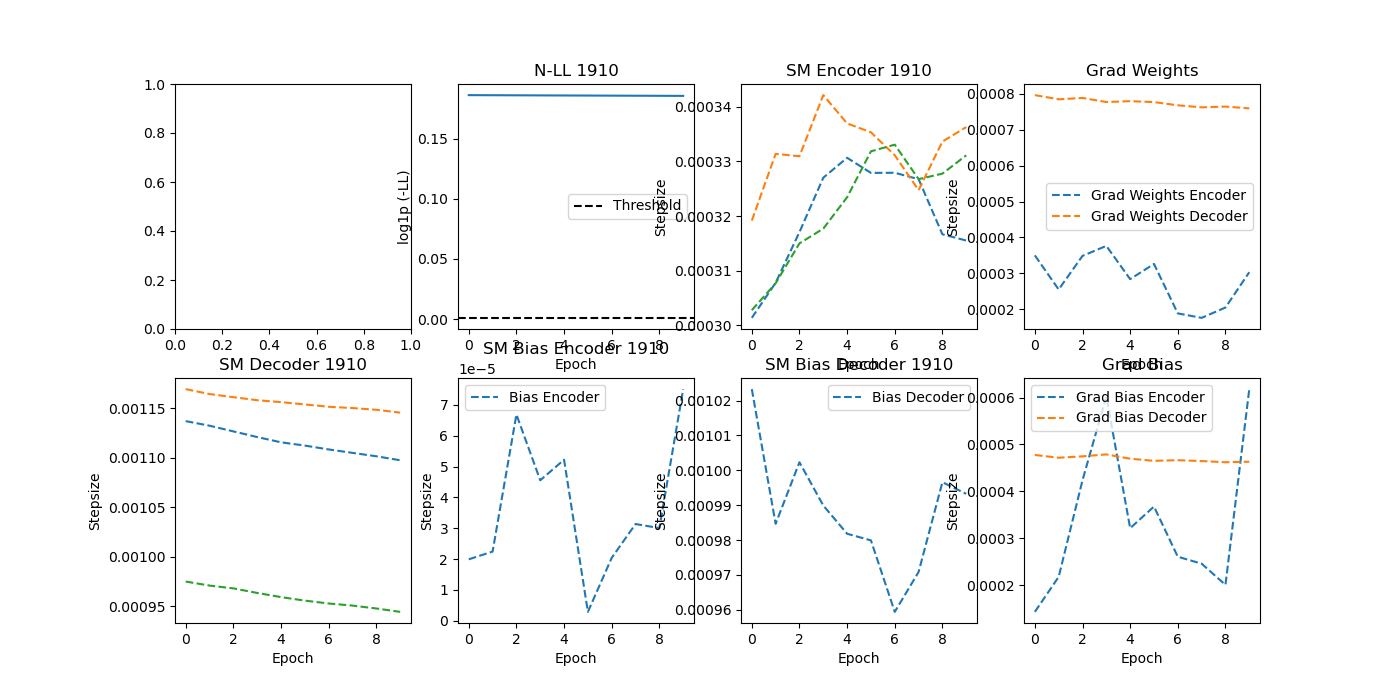 N-LL 1910
SM Encoder 1910
Grad Weights
1.0
0.8
0.6
0.4
0.2
0.0
0.0 0.2 0.4 0.6 0.8 1.0
log1p (-LL)
0.15
0.10
0.05
0.00
Threshold
0 2 4 6 8
Epoch
Stepsize
0.00034
0.00033
0.00032
0.00031
0.00030
0 2 4 6 8
Epoch
Stepsize
0.0008
0.0007
0.0006
0.0005
0.0004
0.0003
0.0002
Grad Weights Encoder
Grad Weights Decoder
0 2 4 6 8
Epoch
SM Decoder 1910
Stepsize
0.00115
0.00110
0.00105
0.00100
0.00095
0 2 4 6 8
Epoch
SM Bias Encoder 1910
1e−5
Stepsize
7
6
5
4
3
2
1
0
Bias Encoder
0 2 4 6 8
Epoch
SM Bias Decoder 1910
Stepsize
0.00102
0.00101
0.00100
0.00099
0.00098
0.00097
0.00096
Bias Decoder
0 2 4 6 8
Epoch
Grad Bias
Stepsize
0.0006
0.0005
0.0004
0.0003
0.0002
Grad Bias Encoder
Grad Bias Decoder
0 2 4 6 8
Epoch